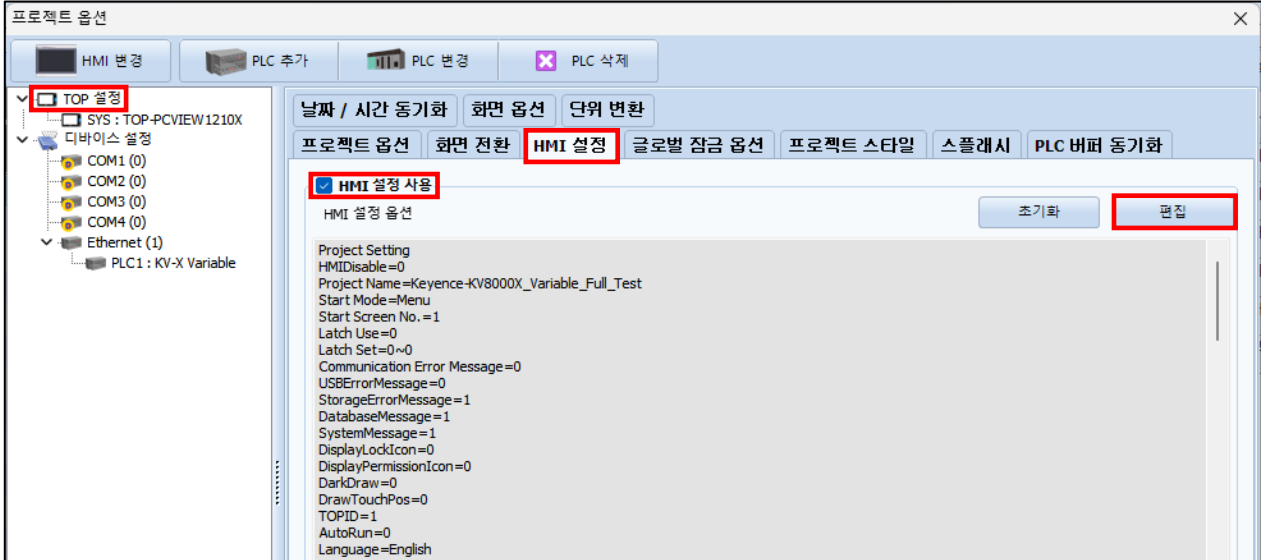 프로젝트 옵션
HMI 변경
PLC 추가
PLC 변경
PLC 삭제
TOP 설정
SYS : TOP-PCVIEW1210X
디바이스 설정
COM1 (0)
COM2 (0)
COM3 (0)
COM4 (0)
Ethernet (1)
PLC1 : KV-X Variable
날짜 / 시간 동기화 화면 옵션 단위 변환
프로젝트 옵션 화면 전환 HMI 설정 글로벌 잠금 옵션 프로젝트 스타일 스플래시 PLC 버퍼 동기화
HMI 설정 사용
HMI 설정 옵션
초기화
편집
Project Setting
HMIDisable=0
Project Name=Keyence-KV8000X_Variable_Full_Test
Start Mode=Menu
Start Screen No.=1
Latch Use=0
Latch Set=0~0
Communication Error Message=0
USBErrorMessage=0
StorageErrorMessage=1
DatabaseMessage=1
SystemMessage=1
DisplayLockIcon=0
DisplayPermissionIcon=0
DarkDraw=0
DrawTouchPos=0
TOPID=1
AutoRun=0
Language=English